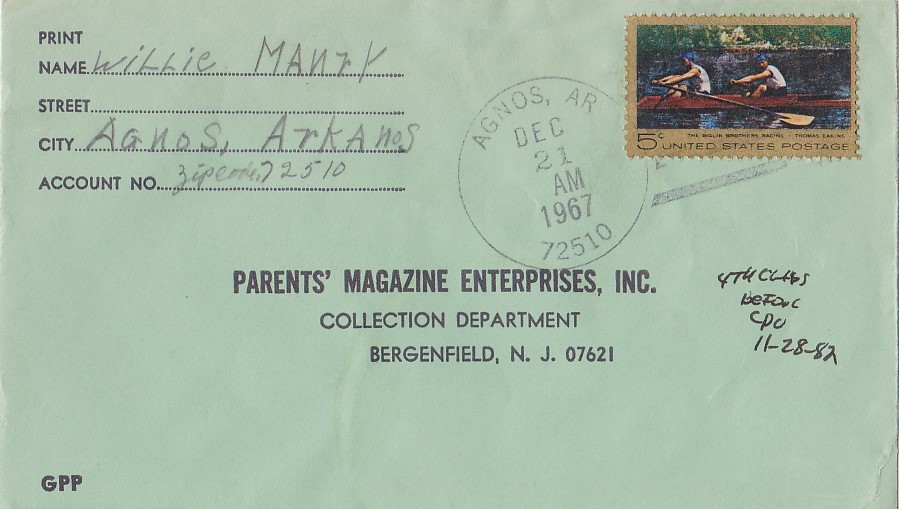 PRINT
NAME Willie MANZY
STREET
CITY Agnos, Arkanos
ACCOUNT NO. zipcode, 72510
AGNOS, AR
DEC
21
AM
1967
72510
THE BIGLIN BROTHERS RACING · THOMAS EAKINS
5c UNITED STATES POSTAGE
PARENTS' MAGAZINE ENTERPRISES, INC.
COLLECTION DEPARTMENT
BERGENFIELD, N. J. 07621
4TH CLASS
BEFORE
CPO
11-28-82
GPP